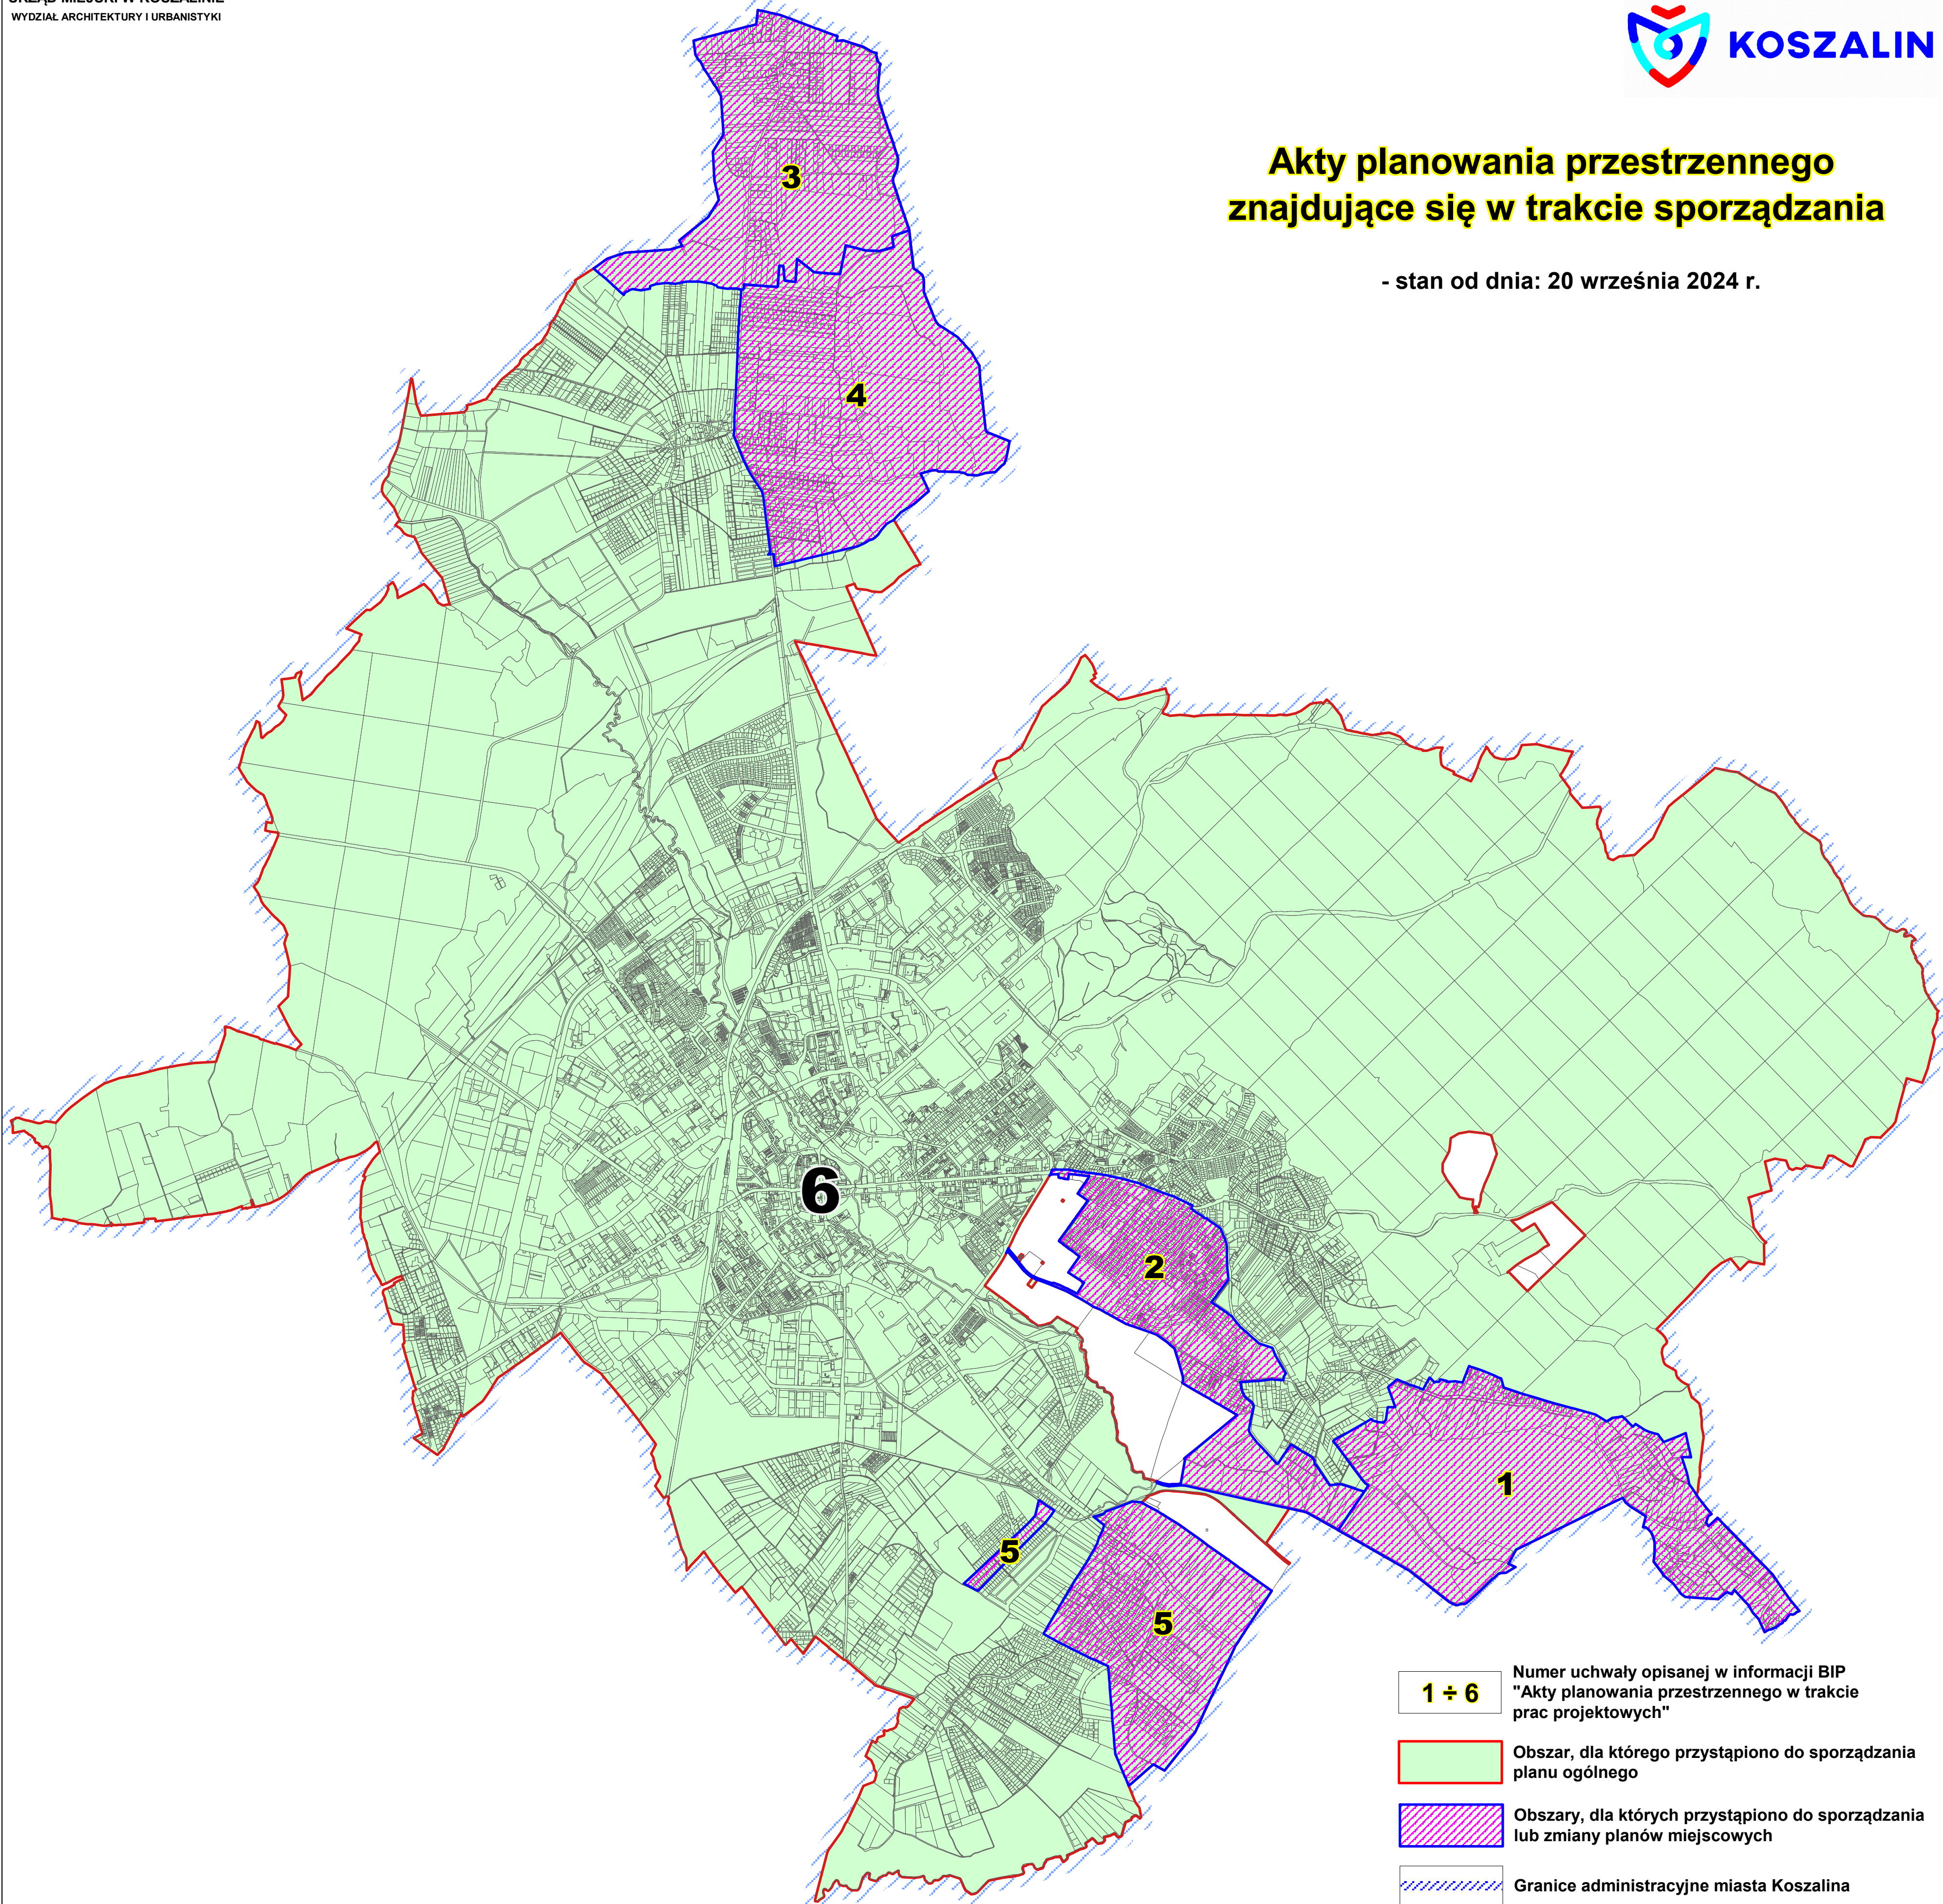 URZĄD MIEJSKI W KOSZALINIE
WYDZIAŁ ARCHITEKTURY I URBANISTYKI
KOSZALIN
Akty planowania przestrzennego
znajdujące się w trakcie sporządzania
- stan od dnia: 20 września 2024 r.
3
4
6
2
1
5
5
1 ÷ 6
Numer uchwały opisanej w informacji BIP
"Akty planowania przestrzennego w trakcie
prac projektowych"
Obszar, dla którego przystąpiono do sporządzania
planu ogólnego
Obszary, dla których przystąpiono do sporządzania
lub zmiany planów miejscowych
Granice administracyjne miasta Koszalina